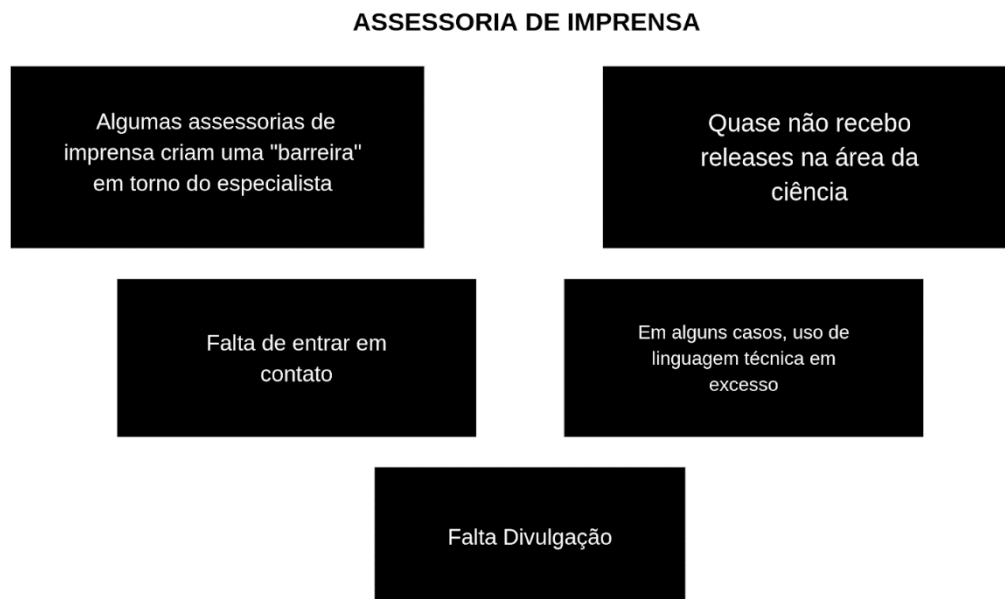 ASSESSORIA DE IMPRENSA
Algumas assessorias de
imprensa criam uma "barreira"
em torno do especialista
Quase não recebo
releases na área da
ciência
Falta de entrar em
contato
Em alguns casos, uso de
linguagem técnica em
excesso
Falta Divulgação